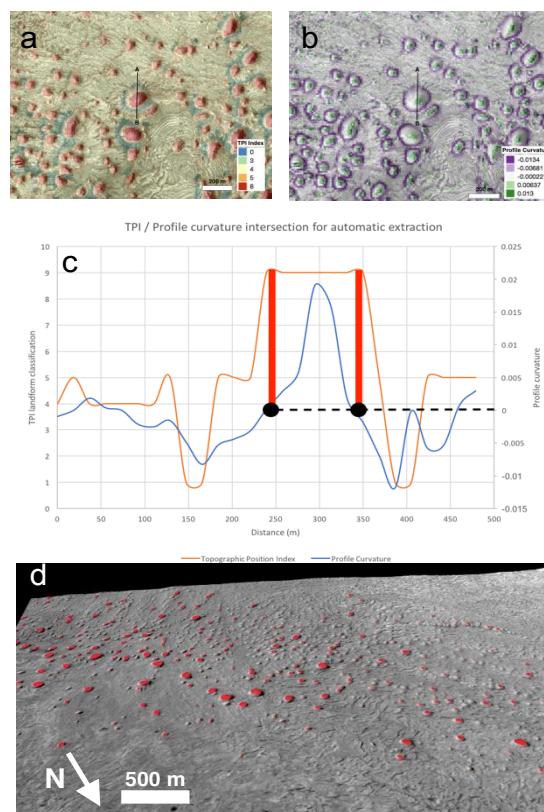 a
A
B
TPI Index
0
3
4
5
6
200 m
b
A
B
Profile Curvature
-0.0134
-0.00681
-0.00022
0.00637
0.013
200 m
TPI / Profile curvature intersection for automatic extraction
c
10
9
8
7
6
5
4
3
2
1
0
TPI landform classification
0.025
0.02
0.015
0.01
0.005
0
-0.005
-0.01
-0.015
Profile curvature
0 50 100 150 200 250 300 350 400 450 500
Distance (m)
Topographic Position Index Profile Curvature
d
N
500 m